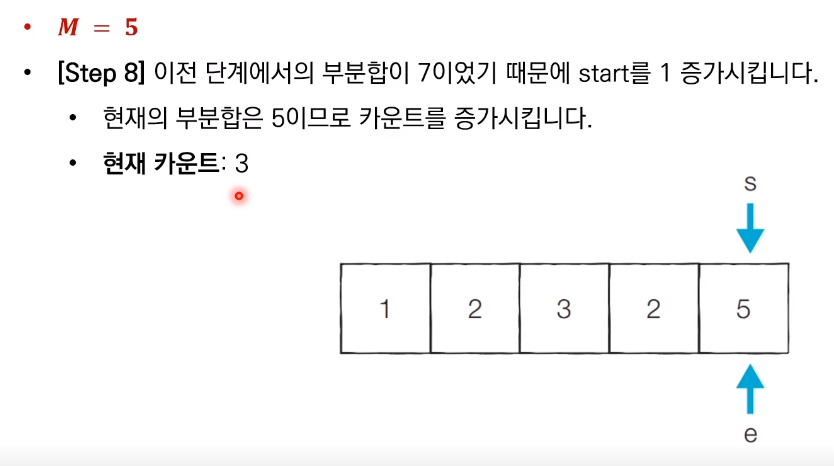 • M = 5
• [Step 8] 이전 단계에서의 부분합이 7이었기 때문에 start를 1 증가시킵니다.
• 현재의 부분합은 5이므로 카운트를 증가시킵니다.
• 현재 카운트: 3
s
1 2 3 2 5
e